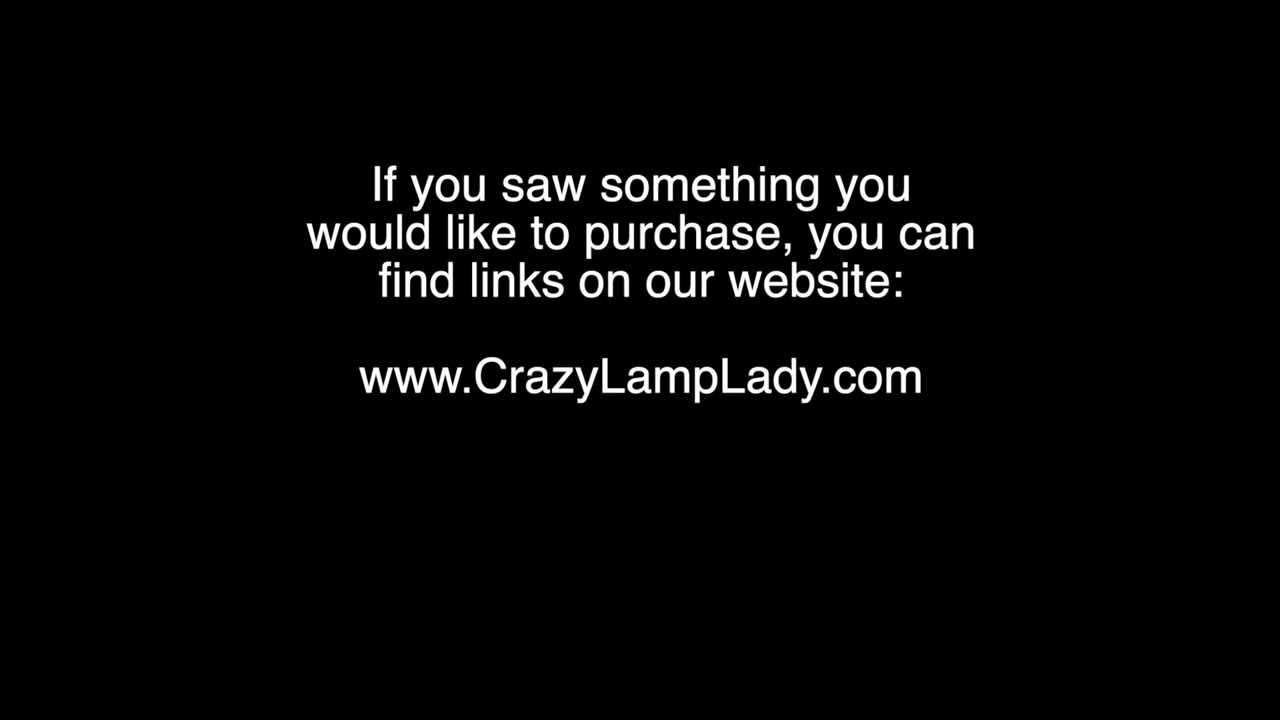 If you saw something you
would like to purchase, you can
find links on our website:
www.CrazyLampLady.com